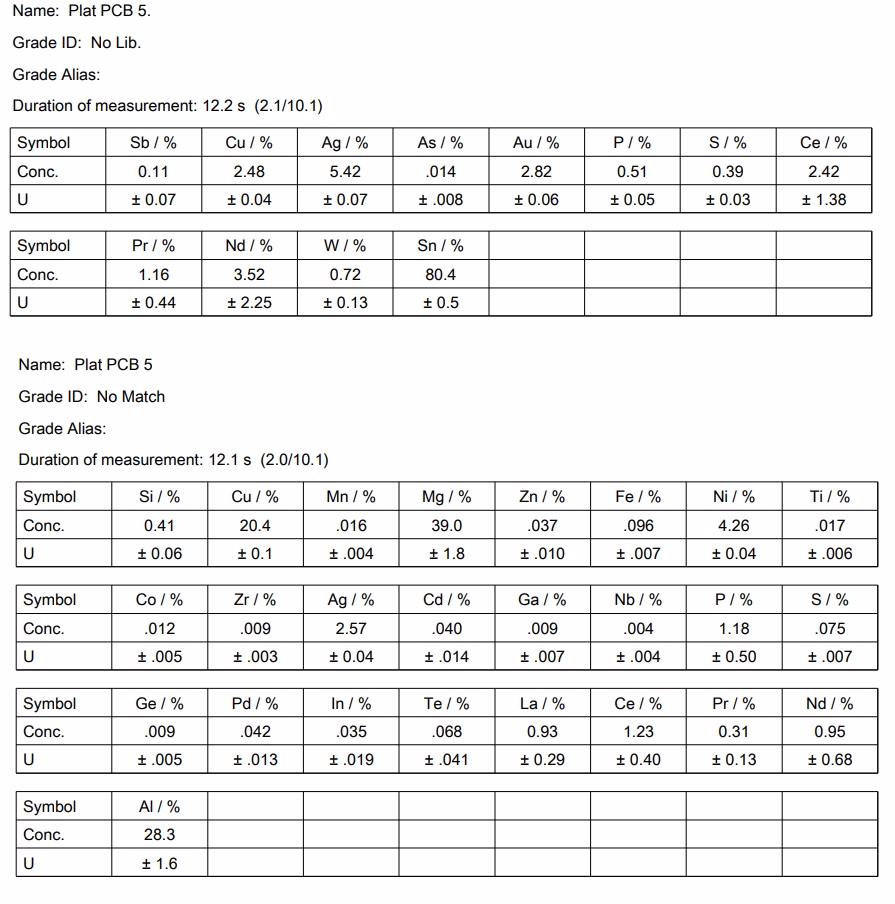 Name: Plat PCB 5.
Grade ID: No Lib.
Grade Alias:
Duration of measurement: 12.2 s (2.1/10.1)
Symbol Sb / % Cu / % Ag / % As / % Au / % P / % S / % Ce / %
Conc. 0.11 2.48 5.42 .014 2.82 0.51 0.39 2.42
U ± 0.07 ± 0.04 ± 0.07 ± .008 ± 0.06 ± 0.05 ± 0.03 ± 1.38
Symbol Pr / % Nd / % W / % Sn / %
Conc. 1.16 3.52 0.72 80.4
U ± 0.44 ± 2.25 ± 0.13 ± 0.5
Name: Plat PCB 5
Grade ID: No Match
Grade Alias:
Duration of measurement: 12.1 s (2.0/10.1)
Symbol Si / % Cu / % Mn / % Mg / % Zn / % Fe / % Ni / % Ti / %
Conc. 0.41 20.4 .016 39.0 .037 .096 4.26 .017
U ± 0.06 ± 0.1 ± .004 ± 1.8 ± .010 ± .007 ± 0.04 ± .006
Symbol Co / % Zr / % Ag / % Cd / % Ga / % Nb / % P / % S / %
Conc. .012 .009 2.57 .040 .009 .004 1.18 .075
U ± .005 ± .003 ± 0.04 ± .014 ± .007 ± .004 ± 0.50 ± .007
Symbol Ge / % Pd / % In / % Te / % La / % Ce / % Pr / % Nd / %
Conc. .009 .042 .035 .068 0.93 1.23 0.31 0.95
U ± .005 ± .013 ± .019 ± .041 ± 0.29 ± 0.40 ± 0.13 ± 0.68
Symbol Al / %
Conc. 28.3
U ± 1.6